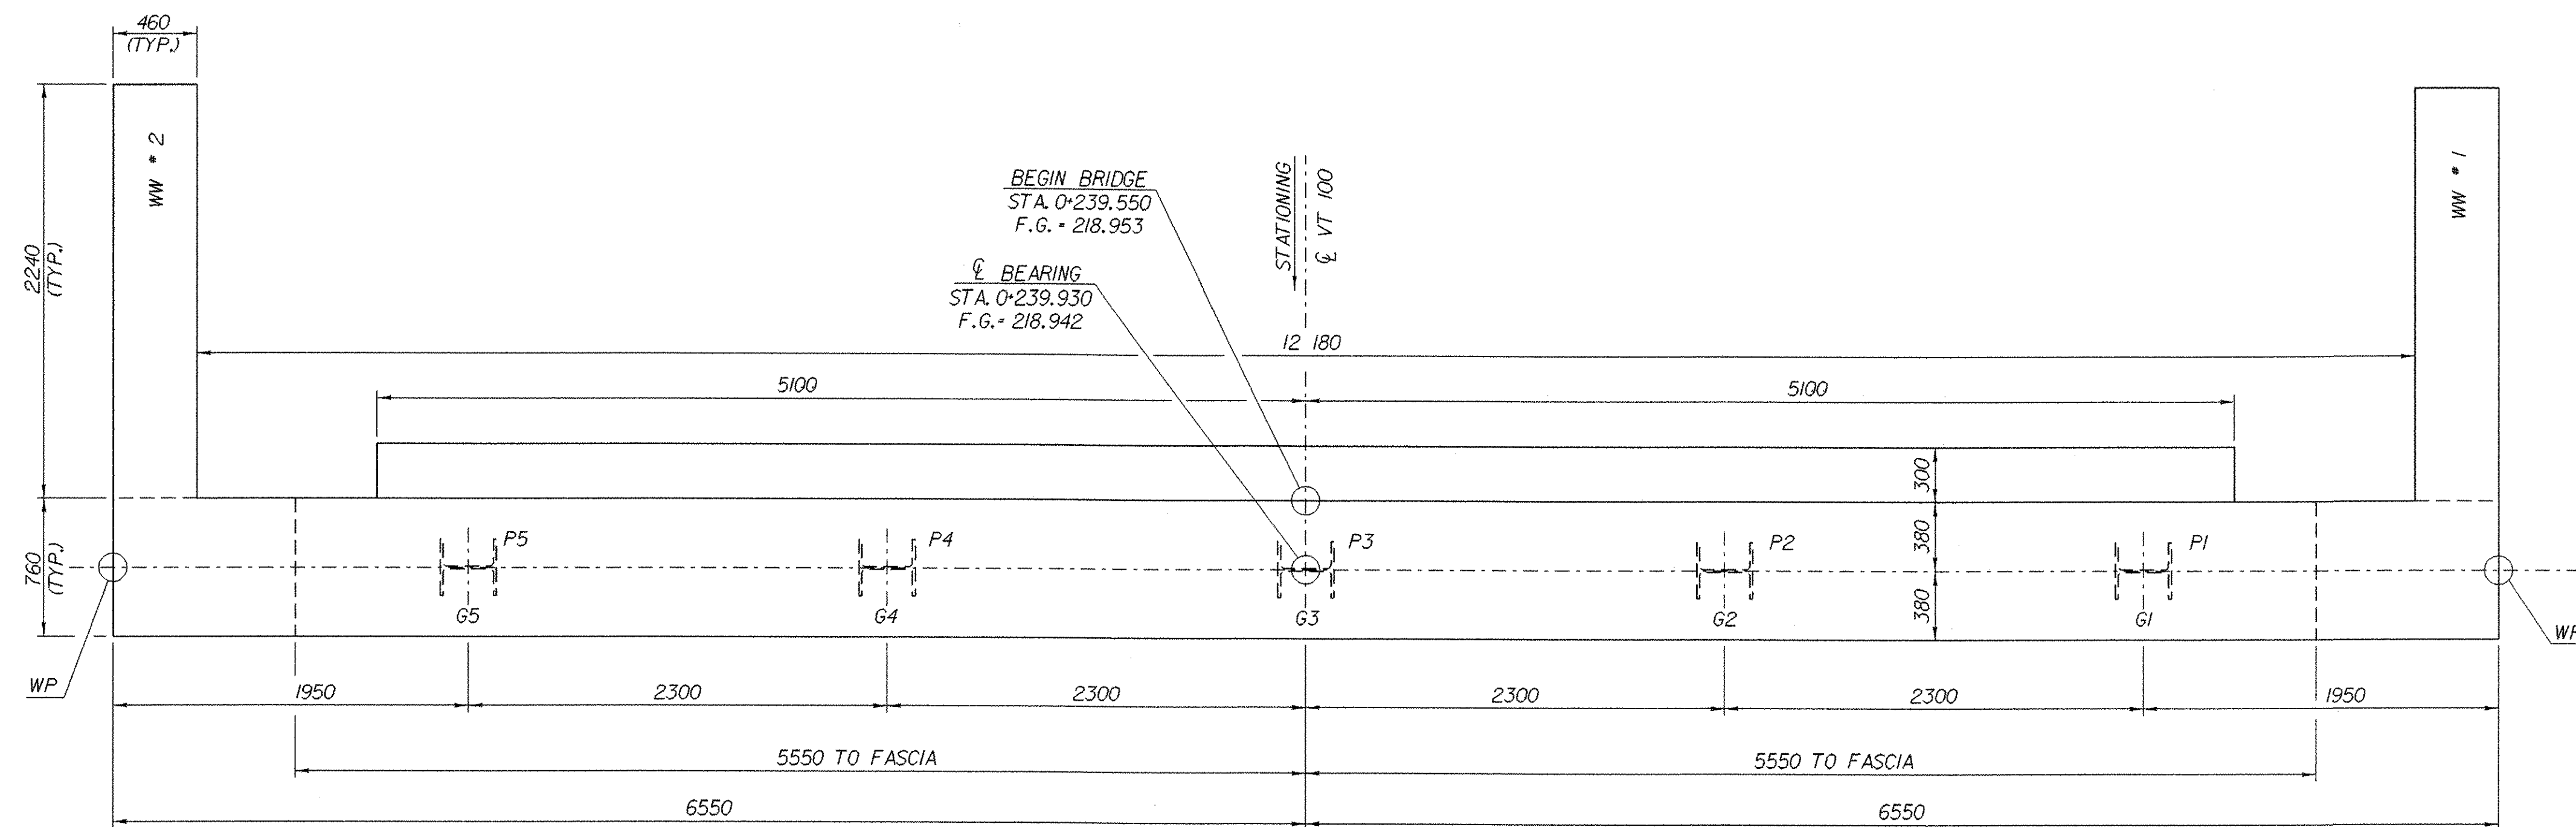 460
(TYP.)
WW # 2
WW # 1
BEGIN BRIDGE
STA. 0+239.550
F.G. = 218.953
STATIONING
℄ VT 100
℄ BEARING
STA. 0+239.930
F.G. = 218.942
2240
(TYP.)
12 180
5100
5100
300
380
380
760
(TYP.)
P5
P4
P3
P2
P1
G5
G4
G3
G2
G1
WP
WP
1950
2300
2300
2300
2300
1950
5550 TO FASCIA
5550 TO FASCIA
6550
6550